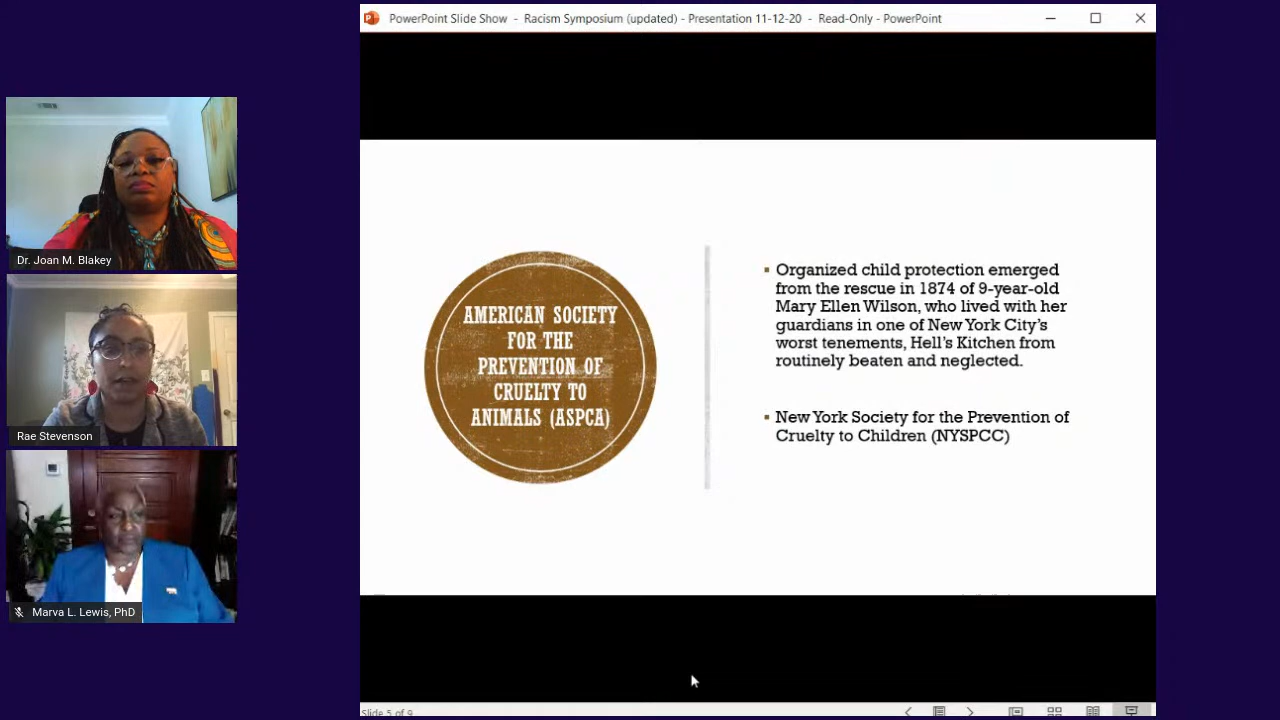 PowerPoint Slide Show - Racism Symposium (updated) - Presentation 11-12-20 - Read-Only - PowerPoint
Dr. Joan M. Blakey
Rae Stevenson
Marva L. Lewis, PhD
AMERICAN SOCIETY
FOR THE
PREVENTION OF
CRUELTY TO
ANIMALS (ASPCA)
Organized child protection emerged
from the rescue in 1874 of 9-year-old
Mary Ellen Wilson, who lived with her
guardians in one of New York City's
worst tenements, Hell's Kitchen from
routinely beaten and neglected.
New York Society for the Prevention of
Cruelty to Children (NYSPCC)
Slide 5 of 9